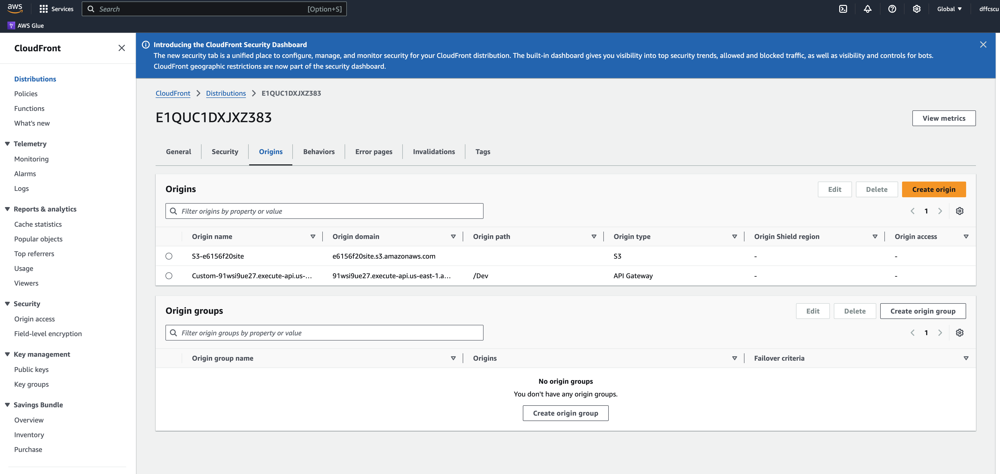 aws
Services
Search
[Option+S]
Global
dffcscu
AWS Glue
CloudFront
Distributions
Policies
Functions
What's new
Telemetry
Monitoring
Alarms
Logs
Reports & analytics
Cache statistics
Popular objects
Top referrers
Usage
Viewers
Security
Origin access
Field-level encryption
Key management
Public keys
Key groups
Savings Bundle
Overview
Inventory
Purchase
Introducing the CloudFront Security Dashboard
The new security tab is a unified place to configure, manage, and monitor security for your CloudFront distribution. The built-in dashboard gives you visibility into top security trends, allowed and blocked traffic, as well as visibility and controls for bots.
CloudFront geographic restrictions are now part of the security dashboard.
CloudFront > Distributions > E1QUC1DXJXZ383
E1QUC1DXJXZ383
View metrics
General Security Origins Behaviors Error pages Invalidations Tags
Origins
Edit Delete Create origin
Filter origins by property or value
1
Origin name Origin domain Origin path Origin type Origin Shield region Origin access
S3-e6156f20site e6156f20site.s3.amazonaws.com S3 - -
Custom-91wsi9ue27.execute-api.us-... 91wsi9ue27.execute-api.us-east-1.a... /Dev API Gateway - -
Origin groups
Edit Delete Create origin group
Filter origin groups by property or value
1
Origin group name Origins Failover criteria
No origin groups
You don't have any origin groups.
Create origin group